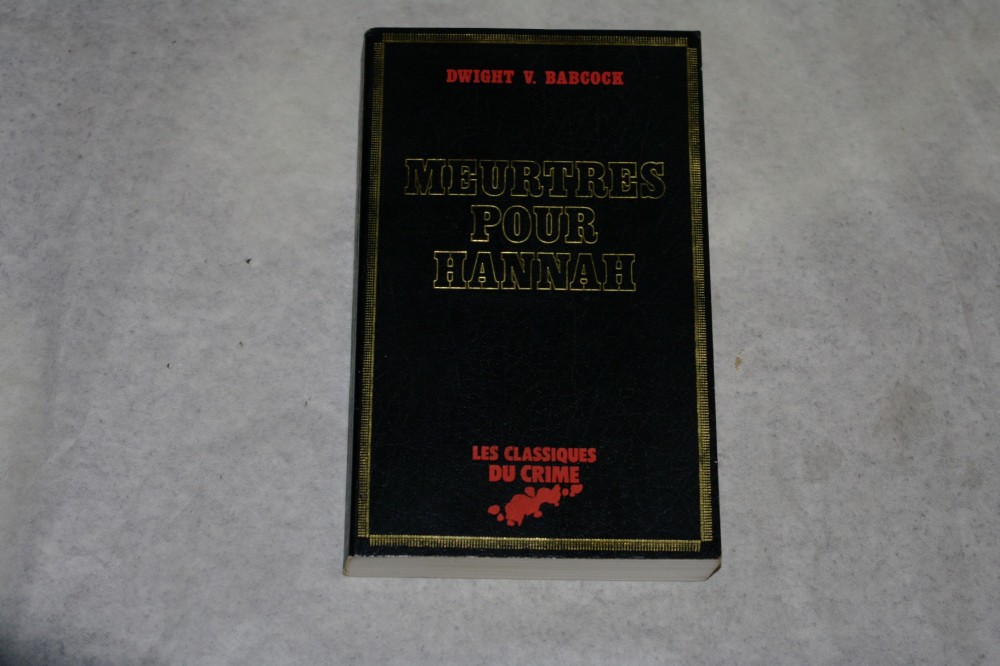 DWIGHT V. BABCOCK
MEURTRES
POUR
HANNAH
LES CLASSIQUES
DU CRIME